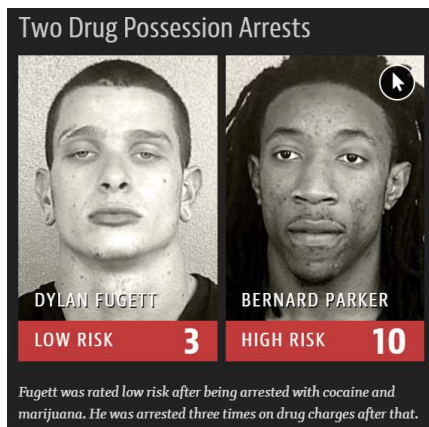 Two Drug Possession Arrests
DYLAN FUGETT
BERNARD PARKER
LOW RISK 3
HIGH RISK 10
Fugett was rated low risk after being arrested with cocaine and
marijuana. He was arrested three times on drug charges after that.